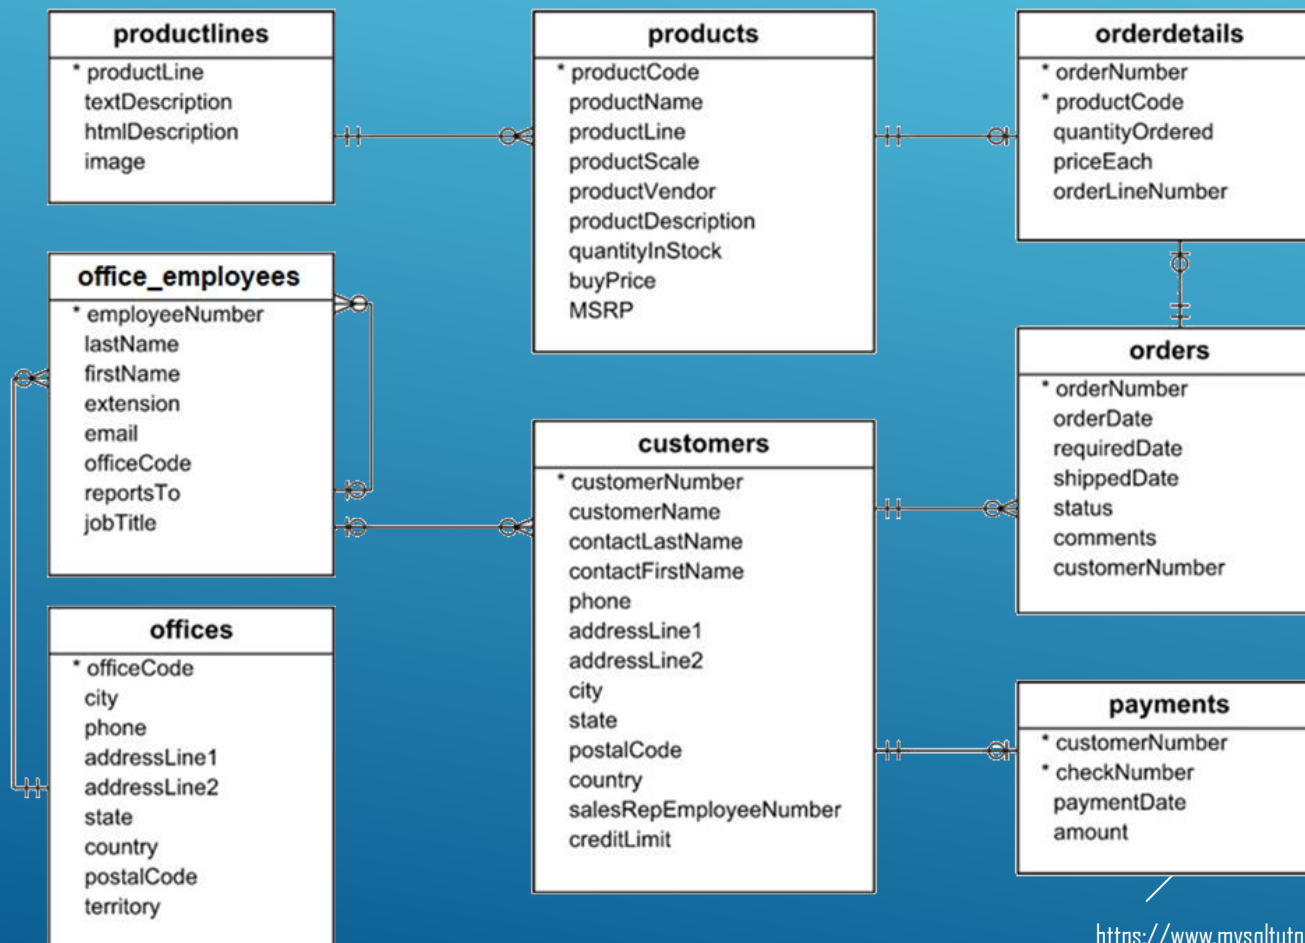 productlines
* productLine
textDescription
htmlDescription
image
products
* productCode
productName
productLine
productScale
productVendor
productDescription
quantityInStock
buyPrice
MSRP
orderdetails
* orderNumber
* productCode
quantityOrdered
priceEach
orderLineNumber
office_employees
* employeeNumber
lastName
firstName
extension
email
officeCode
reportsTo
jobTitle
customers
* customerNumber
customerName
contactLastName
contactFirstName
phone
addressLine1
addressLine2
city
state
postalCode
country
salesRepEmployeeNumber
creditLimit
orders
* orderNumber
orderDate
requiredDate
shippedDate
status
comments
customerNumber
offices
* officeCode
city
phone
addressLine1
addressLine2
state
country
postalCode
territory
payments
* customerNumber
* checkNumber
paymentDate
amount
https://www.mysqltuto